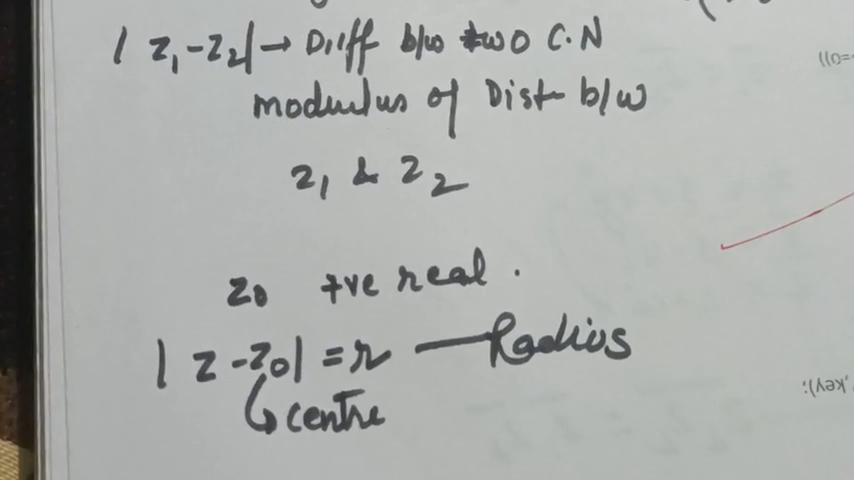 | z₁-z₂| → Diff b/w two C.N
modulus of Dist b/w
z₁ & z₂
z₀ +ve real .
| z -z₀| = r — Radius
↳ centre